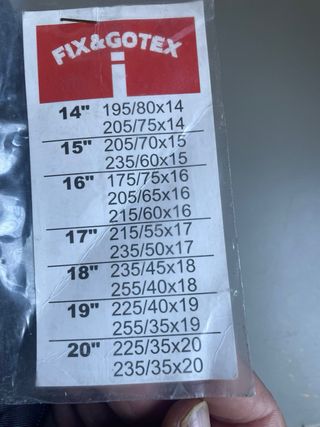 FIX&GOTEX
14" 195/80x14
205/75x14
15" 205/70x15
235/60x15
16" 175/75x16
205/65x16
215/60x16
17" 215/55x17
235/50x17
18" 235/45x18
255/40x18
19" 225/40x19
255/35x19
20" 225/35x20
235/35x20